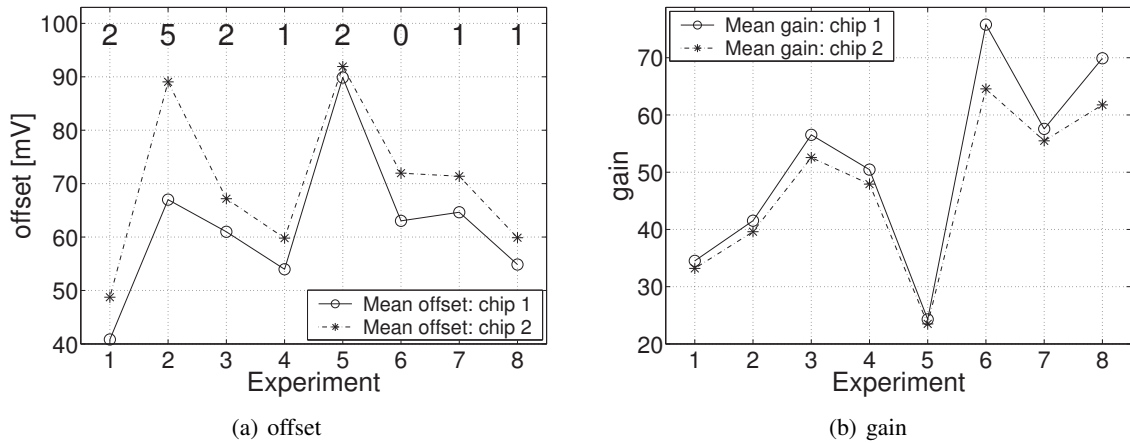 100
90
80
70
60
50
40
offset [mV]
2 5 2 1 2 0 1 1
Mean offset: chip 1
Mean offset: chip 2
1 2 3 4 5 6 7 8
Experiment
(a) offset
70
60
50
40
30
20
gain
Mean gain: chip 1
Mean gain: chip 2
1 2 3 4 5 6 7 8
Experiment
(b) gain